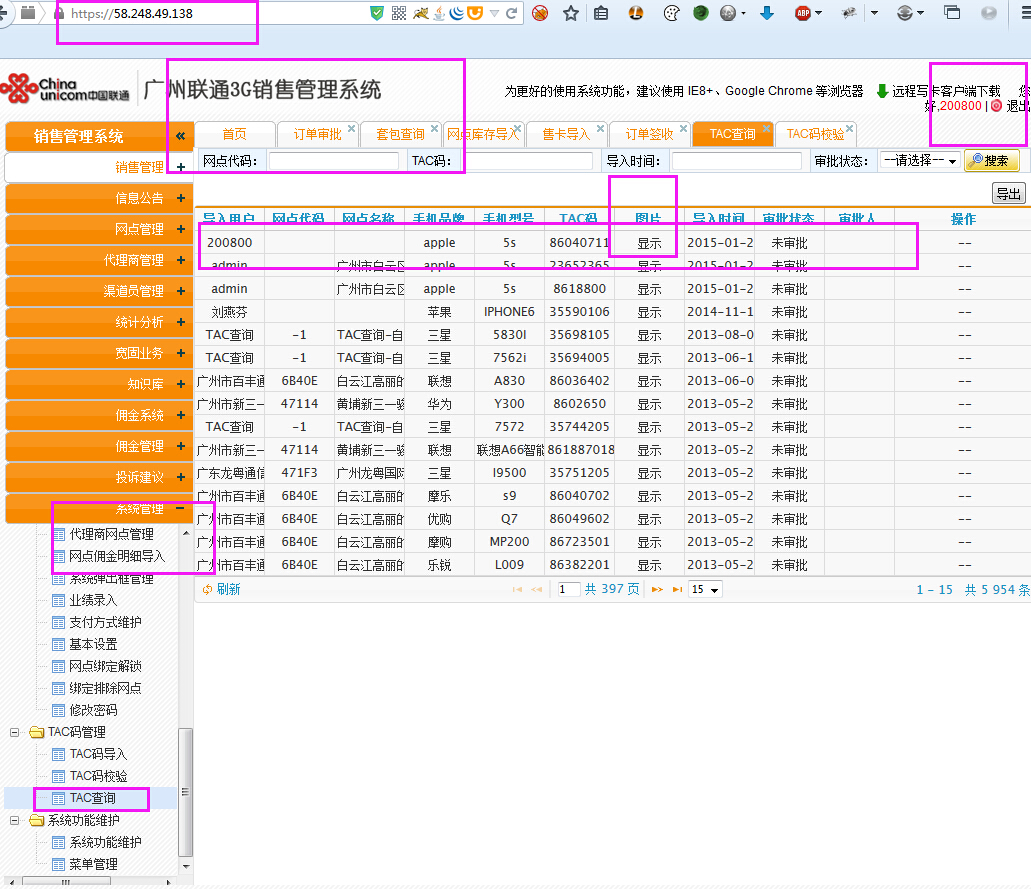 https://58.248.49.138
ABP
China unicom中国联通
广州联通3G销售管理系统
为更好的使用系统功能，建议使用 IE8+、Google Chrome 等浏览器
远程写卡客户端下载 您
好,200800 | 退出
销售管理系统 «
首页 订单审批 套包查询 网点库存导入 售卡导入 订单签收 TAC查询 TAC码校验
网点代码： TAC码： 导入时间： 审批状态： --请选择-- 搜索
导出
销售管理 +
信息公告 +
网点管理 +
代理商管理 +
渠道员管理 +
统计分析 +
宽固业务 +
知识库 +
佣金系统 +
佣金管理 +
投诉建议 +
系统管理 −
代理商网点管理
网点佣金明细导入
系统弹出框管理
业绩录入
支付方式维护
基本设置
网点绑定解锁
绑定排除网点
修改密码
TAC码管理
TAC码导入
TAC码校验
TAC查询
系统功能维护
系统功能维护
菜单管理
导入用户 网点代码 网点名称 手机品牌 手机型号 TAC码 图片 导入时间 审批状态 审批人 操作
200800 apple 5s 86040711 显示 2015-01-2 未审批 --
admin 广州市白云区 apple 5s 23652365 显示 2015-01-2 未审批 --
admin 广州市白云区 apple 5s 8618800 显示 2015-01-2 未审批 --
刘燕芬 苹果 IPHONE6 35590106 显示 2014-11-1 未审批 --
TAC查询 -1 TAC查询-自 三星 5830I 35698105 显示 2013-08-0 未审批 --
TAC查询 -1 TAC查询-自 三星 7562i 35694005 显示 2013-06-1 未审批 --
广州市百丰通 6B40E 白云江高丽的 联想 A830 86036402 显示 2013-06-0 未审批 --
广州市新三一 47114 黄埔新三一骏 华为 Y300 8602650 显示 2013-05-2 未审批 --
TAC查询 -1 TAC查询-自 三星 7572 35744205 显示 2013-05-2 未审批 --
广州市新三一 47114 黄埔新三一骏 联想 联想A66智能 861887018 显示 2013-05-2 未审批 --
广东龙粤通信 471F3 广州龙粤国际 三星 I9500 35751205 显示 2013-05-2 未审批 --
广州市百丰通 6B40E 白云江高丽的 摩乐 s9 86040702 显示 2013-05-2 未审批 --
广州市百丰通 6B40E 白云江高丽的 优购 Q7 86049602 显示 2013-05-2 未审批 --
广州市百丰通 6B40E 白云江高丽的 摩购 MP200 86723501 显示 2013-05-2 未审批 --
广州市百丰通 6B40E 白云江高丽的 乐锐 L009 86382201 显示 2013-05-2 未审批 --
刷新 1 共 397 页 15 1 - 15 共 5 954 条